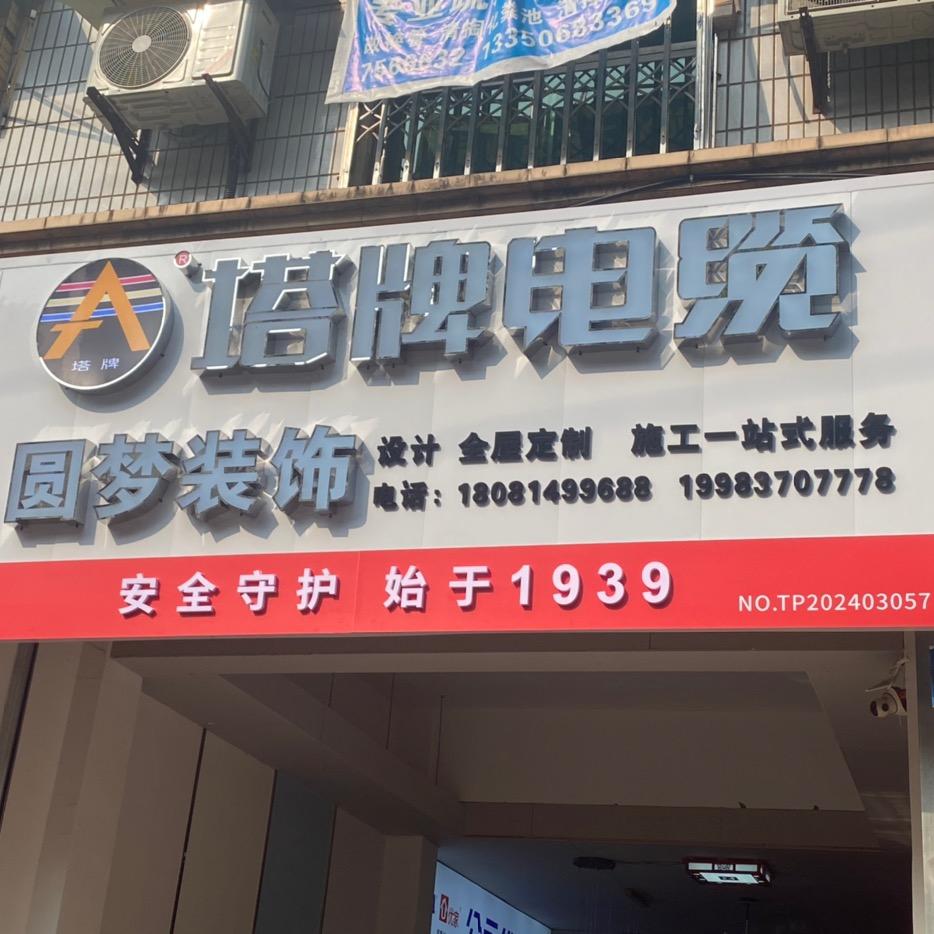 13350683369
塔牌电缆
®
塔牌
圆梦装饰
设计 全屋定制 施工一站式服务
电话：18081499688 19983707778
安全守护 始于1939
NO.TP202403057